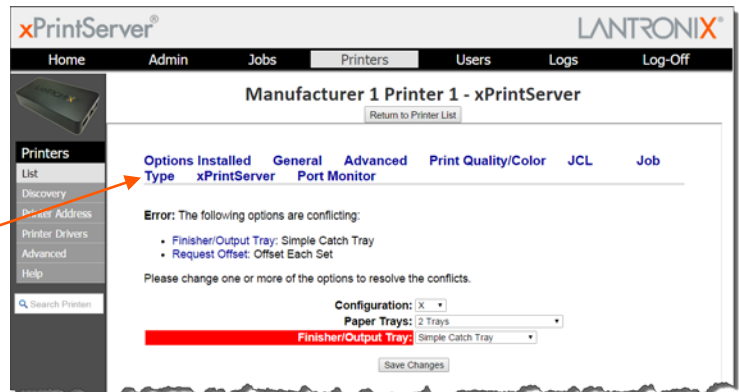 xPrintServer®
LANTRONIX®
Home Admin Jobs Printers Users Logs Log-Off
LANTRONIX
Manufacturer 1 Printer 1 - xPrintServer
Return to Printer List
Printers
List
Discovery
Printer Address
Printer Drivers
Advanced
Help
Search Printers
Options Installed General Advanced Print Quality/Color JCL Job
Type xPrintServer Port Monitor
Error: The following options are conflicting:
• Finisher/Output Tray: Simple Catch Tray
• Request Offset: Offset Each Set
Please change one or more of the options to resolve the conflicts.
Configuration: X
Paper Trays: 2 Trays
Finisher/Output Tray: Simple Catch Tray
Save Changes